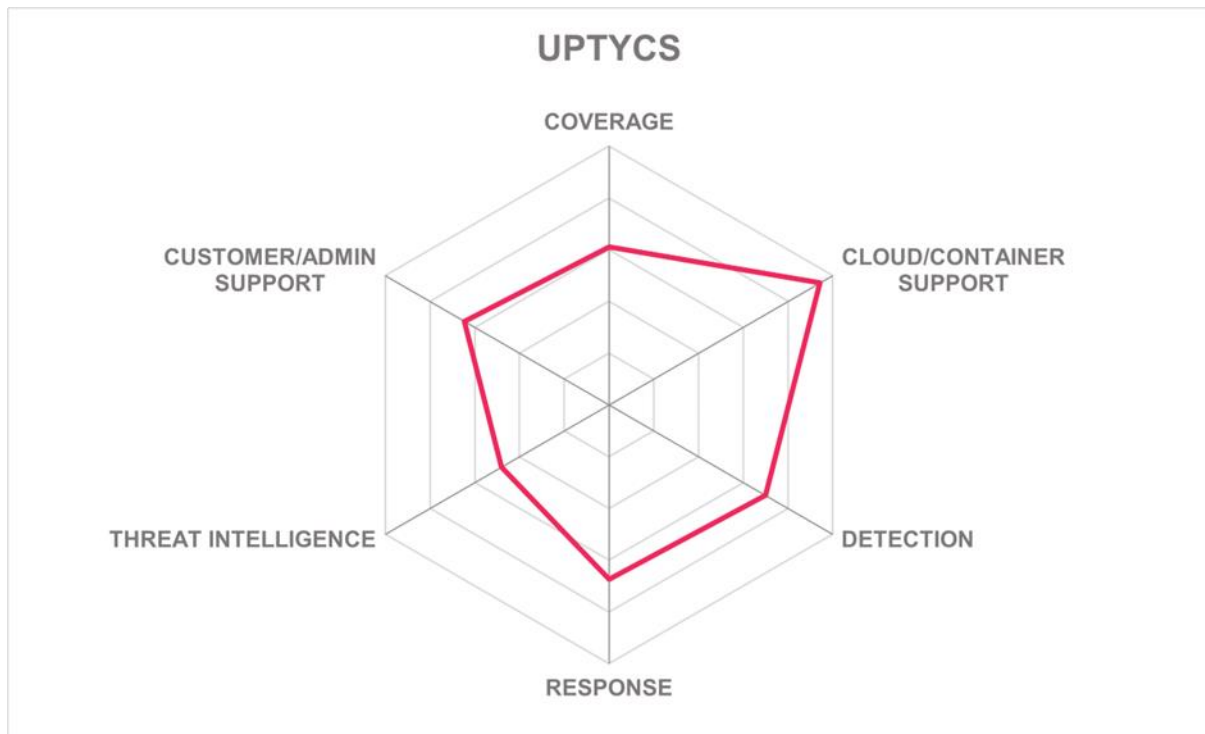 UPTYCS
COVERAGE
CUSTOMER/ADMIN
SUPPORT
CLOUD/CONTAINER
SUPPORT
THREAT INTELLIGENCE
DETECTION
RESPONSE